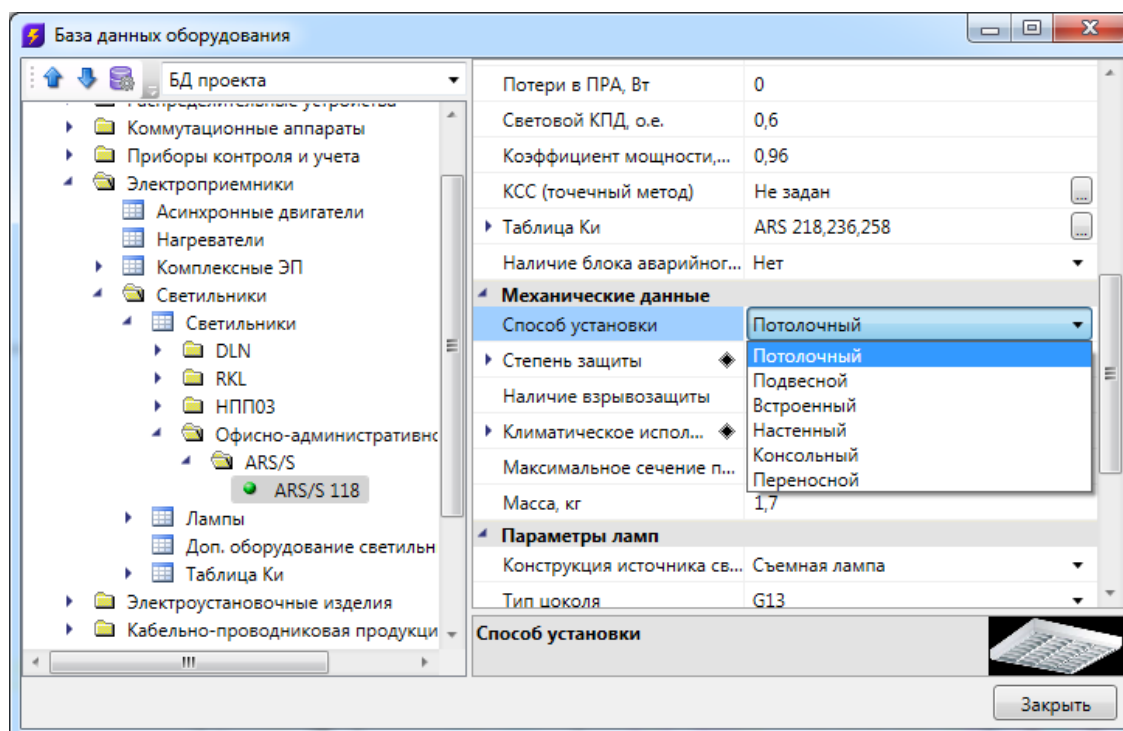 База данных оборудования
БД проекта
Распределительные устройства
Коммутационные аппараты
Приборы контроля и учета
Электроприемники
Асинхронные двигатели
Нагреватели
Комплексные ЭП
Светильники
Светильники
DLN
RKL
НПП03
Офисно-административно
ARS/S
ARS/S 118
Лампы
Доп. оборудование светильн
Таблица Ки
Электроустановочные изделия
Кабельно-проводниковая продукци
Потери в ПРА, Вт 0
Световой КПД, о.е. 0,6
Коэффициент мощности,... 0,96
КСС (точечный метод) Не задан ...
Таблица Ки ARS 218,236,258 ...
Наличие блока аварийног... Нет
Механические данные
Способ установки Потолочный
Степень защиты
Наличие взрывозащиты
Климатическое испол...
Максимальное сечение п...
Потолочный
Подвесной
Встроенный
Настенный
Консольный
Переносной
Масса, кг 1,7
Параметры ламп
Конструкция источника св... Съемная лампа
Тип цоколя G13
Способ установки
Закрыть